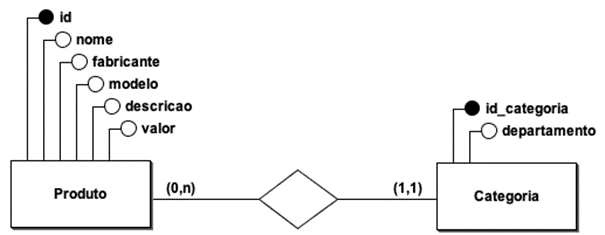 id
nome
fabricante
modelo
descricao
valor
id_categoria
departamento
Produto
(0,n)
(1,1)
Categoria